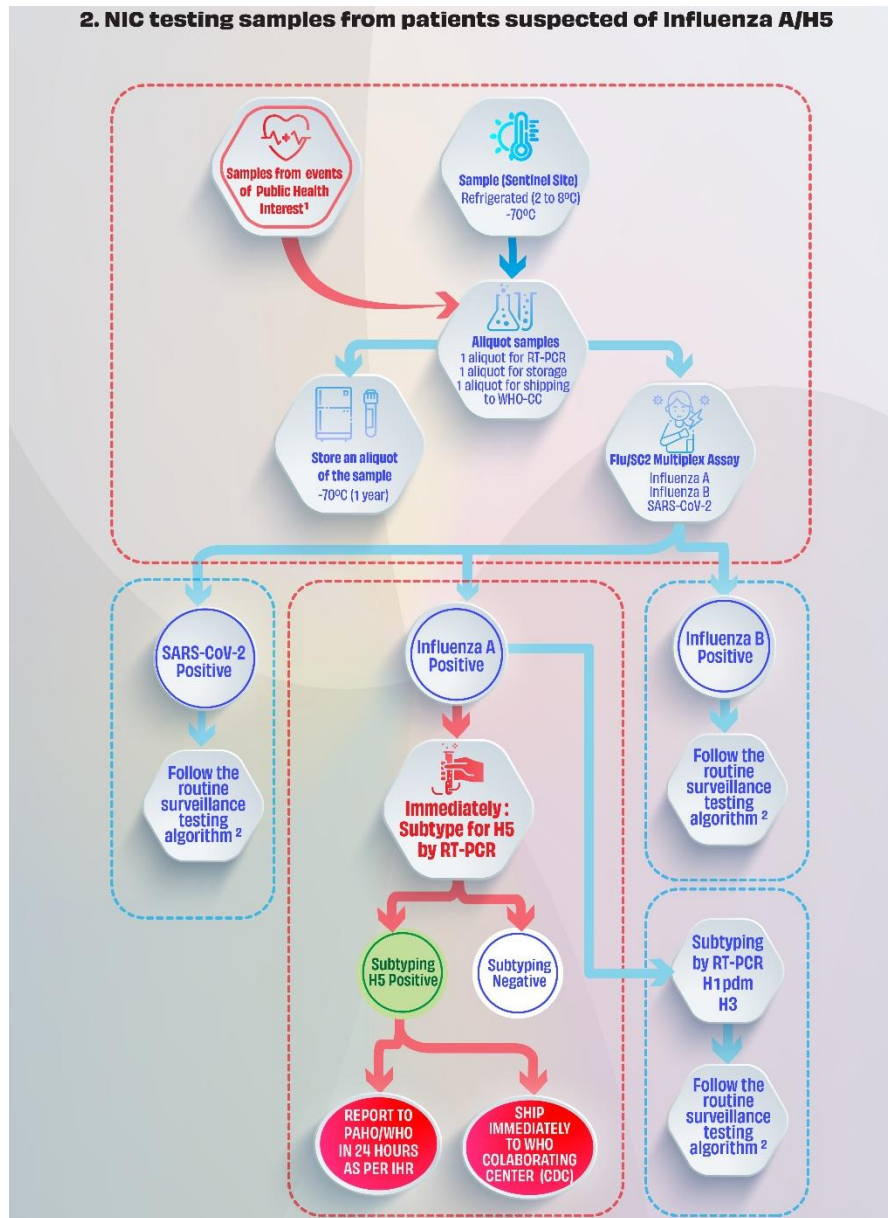 2. NIC testing samples from patients suspected of Influenza A/H5
Samples from events
of Public Health
Interest¹
Sample (Sentinel Site)
Refrigerated (2 to 8ºC)
-70ºC
Aliquot samples
1 aliquot for RT-PCR
1 aliquot for storage
1 aliquot for shipping
to WHO-CC
Store an aliquot
of the sample
-70ºC (1 year)
Flu/SC2 Multiplex Assay
Influenza A
Influenza B
SARS-CoV-2
SARS-CoV-2
Positive
Influenza A
Positive
Influenza B
Positive
Follow the
routine
surveillance
testing
algorithm ²
Immediately :
Subtype for H5
by RT-PCR
Follow the
routine
surveillance
testing
algorithm ²
Subtyping
H5 Positive
Subtyping
Negative
Subtyping
by RT-PCR
H1pdm
H3
REPORT TO
PAHO/WHO
IN 24 HOURS
AS PER IHR
SHIP
IMMEDIATELY
TO WHO
COLABORATING
CENTER (CDC)
Follow the
routine
surveillance
testing
algorithm ²